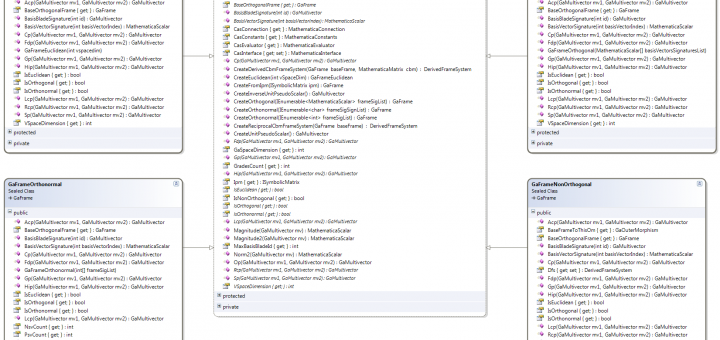 Acp(GaMultivector mv1, GaMultivector mv2) : GaMultivector
BaseOrthogonalFrame { get; } : GaFrame
BasisBladeSignature(int id) : GaMultivector
BasisVectorSignature(int basisVectorIndex) : MathematicaScalar
Cp(GaMultivector mv1, GaMultivector mv2) : GaMultivector
Fdp(GaMultivector mv1, GaMultivector mv2) : GaMultivector
GaFrameEuclidean(int vspacedim)
Gp(GaMultivector mv1, GaMultivector mv2) : GaMultivector
Hip(GaMultivector mv1, GaMultivector mv2) : GaMultivector
IsEuclidean { get; } : bool
IsOrthogonal { get; } : bool
IsOrthonormal { get; } : bool
Lcp(GaMultivector mv1, GaMultivector mv2) : GaMultivector
Rcp(GaMultivector mv1, GaMultivector mv2) : GaMultivector
Sp(GaMultivector mv1, GaMultivector mv2) : GaMultivector
VSpaceDimension { get; } : int
protected
private
GaFrameOrthonormal
Sealed Class
GaFrame
public
Acp(GaMultivector mv1, GaMultivector mv2) : GaMultivector
BaseOrthogonalFrame { get; } : GaFrame
BasisBladeSignature(int id) : GaMultivector
BasisVectorSignature(int basisVectorIndex) : MathematicaScalar
Cp(GaMultivector mv1, GaMultivector mv2) : GaMultivector
Fdp(GaMultivector mv1, GaMultivector mv2) : GaMultivector
GaFrameOrthonormal(int[] frameSigList)
Gp(GaMultivector mv1, GaMultivector mv2) : GaMultivector
Hip(GaMultivector mv1, GaMultivector mv2) : GaMultivector
IsEuclidean { get; } : bool
IsOrthogonal { get; } : bool
IsOrthonormal { get; } : bool
Lcp(GaMultivector mv1, GaMultivector mv2) : GaMultivector
NsvCount { get; } : int
PsvCount { get; } : int
BaseOrthogonalFrame { get; } : GaFrame
BasisBladeSignature(int id) : GaMultivector
BasisVectorSignature(int basisVectorIndex) : MathematicaScalar
CasConnection { get; } : MathematicaConnection
CasConstants { get; } : MathematicaConstants
CasEvaluator { get; } : MathematicaEvaluator
CasInterface { get; set; } : MathematicaInterface
Cp(GaMultivector mv1, GaMultivector mv2) : GaMultivector
CreateDerivedCbmFrameSystem(GaFrame baseFrame, MathematicaMatrix cbm) : DerivedFrameSystem
CreateEuclidean(int vSpaceDim) : GaFrameEuclidean
CreateFromIpm(ISymbolicMatrix ipm) : GaFrame
CreateInverseUnitPseudoScalar() : GaMultivector
CreateOrthogonal(IEnumerable<MathematicaScalar> frameSigList) : GaFrame
CreateOrthonormal(IEnumerable<char> frameSigSignList) : GaFrame
CreateOrthonormal(IEnumerable<int> frameSigList) : GaFrame
CreateReciprocalCbmFrameSystem(GaFrame baseFrame) : DerivedFrameSystem
CreateUnitPseudoScalar() : GaMultivector
Fdp(GaMultivector mv1, GaMultivector mv2) : GaMultivector
GaSpaceDimension { get; } : int
Gp(GaMultivector mv1, GaMultivector mv2) : GaMultivector
GradesCount { get; } : int
Hip(GaMultivector mv1, GaMultivector mv2) : GaMultivector
Ipm { get; } : ISymbolicMatrix
IsEuclidean { get; } : bool
IsNonOrthogonal { get; } : bool
IsOrthogonal { get; } : bool
IsOrthonormal { get; } : bool
Lcp(GaMultivector mv1, GaMultivector mv2) : GaMultivector
Magnitude(GaMultivector mv) : MathematicaScalar
Magnitude2(GaMultivector mv) : MathematicaScalar
MaxBasisBladeId { get; } : int
Norm2(GaMultivector mv) : MathematicaScalar
Op(GaMultivector mv1, GaMultivector mv2) : GaMultivector
Rcp(GaMultivector mv1, GaMultivector mv2) : GaMultivector
Sp(GaMultivector mv1, GaMultivector mv2) : GaMultivector
VSpaceDimension { get; } : int
protected
private
Acp(GaMultivector mv1, GaMultivector mv2) : GaMultivector
BaseOrthogonalFrame { get; } : GaFrame
BasisBladeSignature(int id) : GaMultivector
BasisVectorSignature(int basisVectorIndex) : MathematicaScalar
Cp(GaMultivector mv1, GaMultivector mv2) : GaMultivector
Fdp(GaMultivector mv1, GaMultivector mv2) : GaMultivector
GaFrameOrthogonal(MathematicaScalar[] basisVectorSignaturesList)
Gp(GaMultivector mv1, GaMultivector mv2) : GaMultivector
Hip(GaMultivector mv1, GaMultivector mv2) : GaMultivector
IsEuclidean { get; } : bool
IsOrthogonal { get; } : bool
IsOrthonormal { get; } : bool
Lcp(GaMultivector mv1, GaMultivector mv2) : GaMultivector
Rcp(GaMultivector mv1, GaMultivector mv2) : GaMultivector
Sp(GaMultivector mv1, GaMultivector mv2) : GaMultivector
VSpaceDimension { get; } : int
protected
private
GaFrameNonOrthogonal
Sealed Class
GaFrame
public
Acp(GaMultivector mv1, GaMultivector mv2) : GaMultivector
BaseFrameToThisOm { get; } : GaOuterMorphism
BaseOrthogonalFrame { get; } : GaFrame
BasisBladeSignature(int id) : GaMultivector
BasisVectorSignature(int basisVectorIndex) : MathematicaScalar
Cp(GaMultivector mv1, GaMultivector mv2) : GaMultivector
Dfs { get; set; } : DerivedFrameSystem
Fdp(GaMultivector mv1, GaMultivector mv2) : GaMultivector
Gp(GaMultivector mv1, GaMultivector mv2) : GaMultivector
Hip(GaMultivector mv1, GaMultivector mv2) : GaMultivector
IsEuclidean { get; } : bool
IsOrthogonal { get; } : bool
IsOrthonormal { get; } : bool
Lcp(GaMultivector mv1, GaMultivector mv2) : GaMultivector
Rcp(GaMultivector mv1, GaMultivector mv2) : GaMultivector